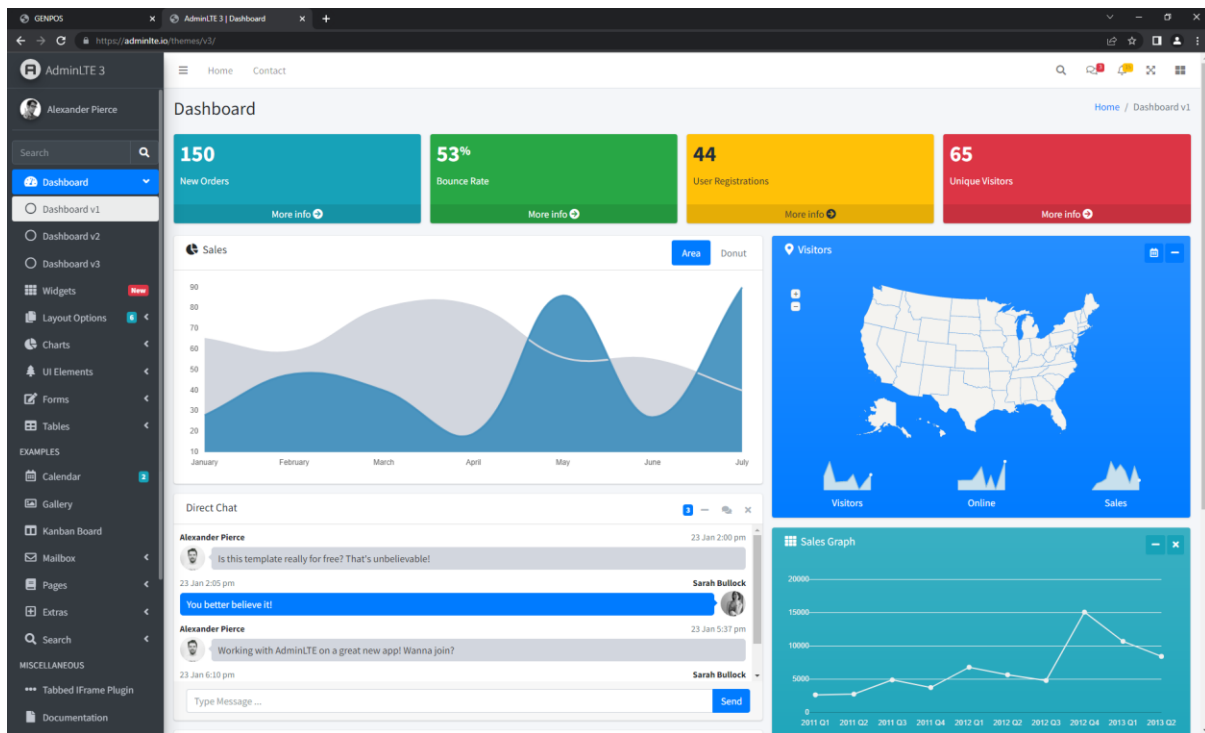 GENPOS
AdminLTE 3 | Dashboard
https://adminlte.io/themes/v3/
AdminLTE 3
Home Contact
3
Alexander Pierce
Dashboard
Home / Dashboard v1
Search
Dashboard
Dashboard v1
Dashboard v2
Dashboard v3
Widgets New
Layout Options 6
Charts
UI Elements
Forms
Tables
EXAMPLES
Calendar 2
Gallery
Kanban Board
Mailbox
Pages
Extras
Search
MISCELLANEOUS
Tabbed IFrame Plugin
Documentation
150
New Orders
More info
53%
Bounce Rate
More info
44
User Registrations
More info
65
Unique Visitors
More info
Sales
Area Donut
90
80
70
60
50
40
30
20
10
January February March April May June July
Direct Chat 3
Alexander Pierce 23 Jan 2:00 pm
Is this template really for free? That's unbelievable!
23 Jan 2:05 pm Sarah Bullock
You better believe it!
Alexander Pierce 23 Jan 5:37 pm
Working with AdminLTE on a great new app! Wanna join?
23 Jan 6:10 pm Sarah Bullock
Type Message ... Send
Visitors
+
−
Visitors Online Sales
Sales Graph
20000
15000
10000
5000
0
2011 Q1 2011 Q2 2011 Q3 2011 Q4 2012 Q1 2012 Q2 2012 Q3 2012 Q4 2013 Q1 2013 Q2